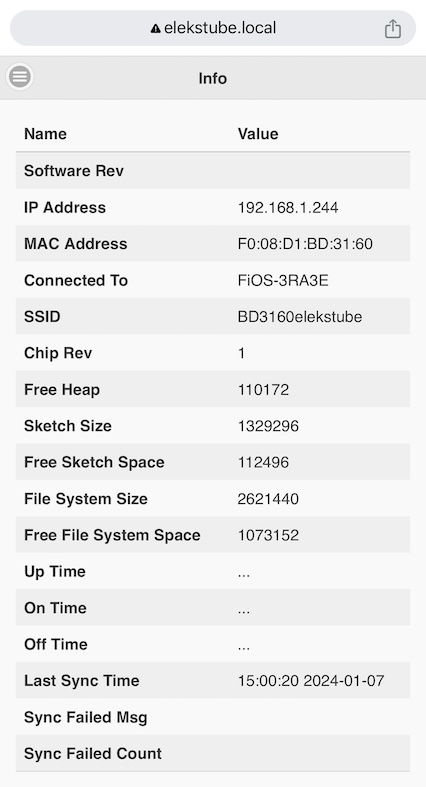 elekstube.local
Info
Name Value
Software Rev
IP Address 192.168.1.244
MAC Address F0:08:D1:BD:31:60
Connected To FiOS-3RA3E
SSID BD3160elekstube
Chip Rev 1
Free Heap 110172
Sketch Size 1329296
Free Sketch Space 112496
File System Size 2621440
Free File System Space 1073152
Up Time ...
On Time ...
Off Time ...
Last Sync Time 15:00:20 2024-01-07
Sync Failed Msg
Sync Failed Count